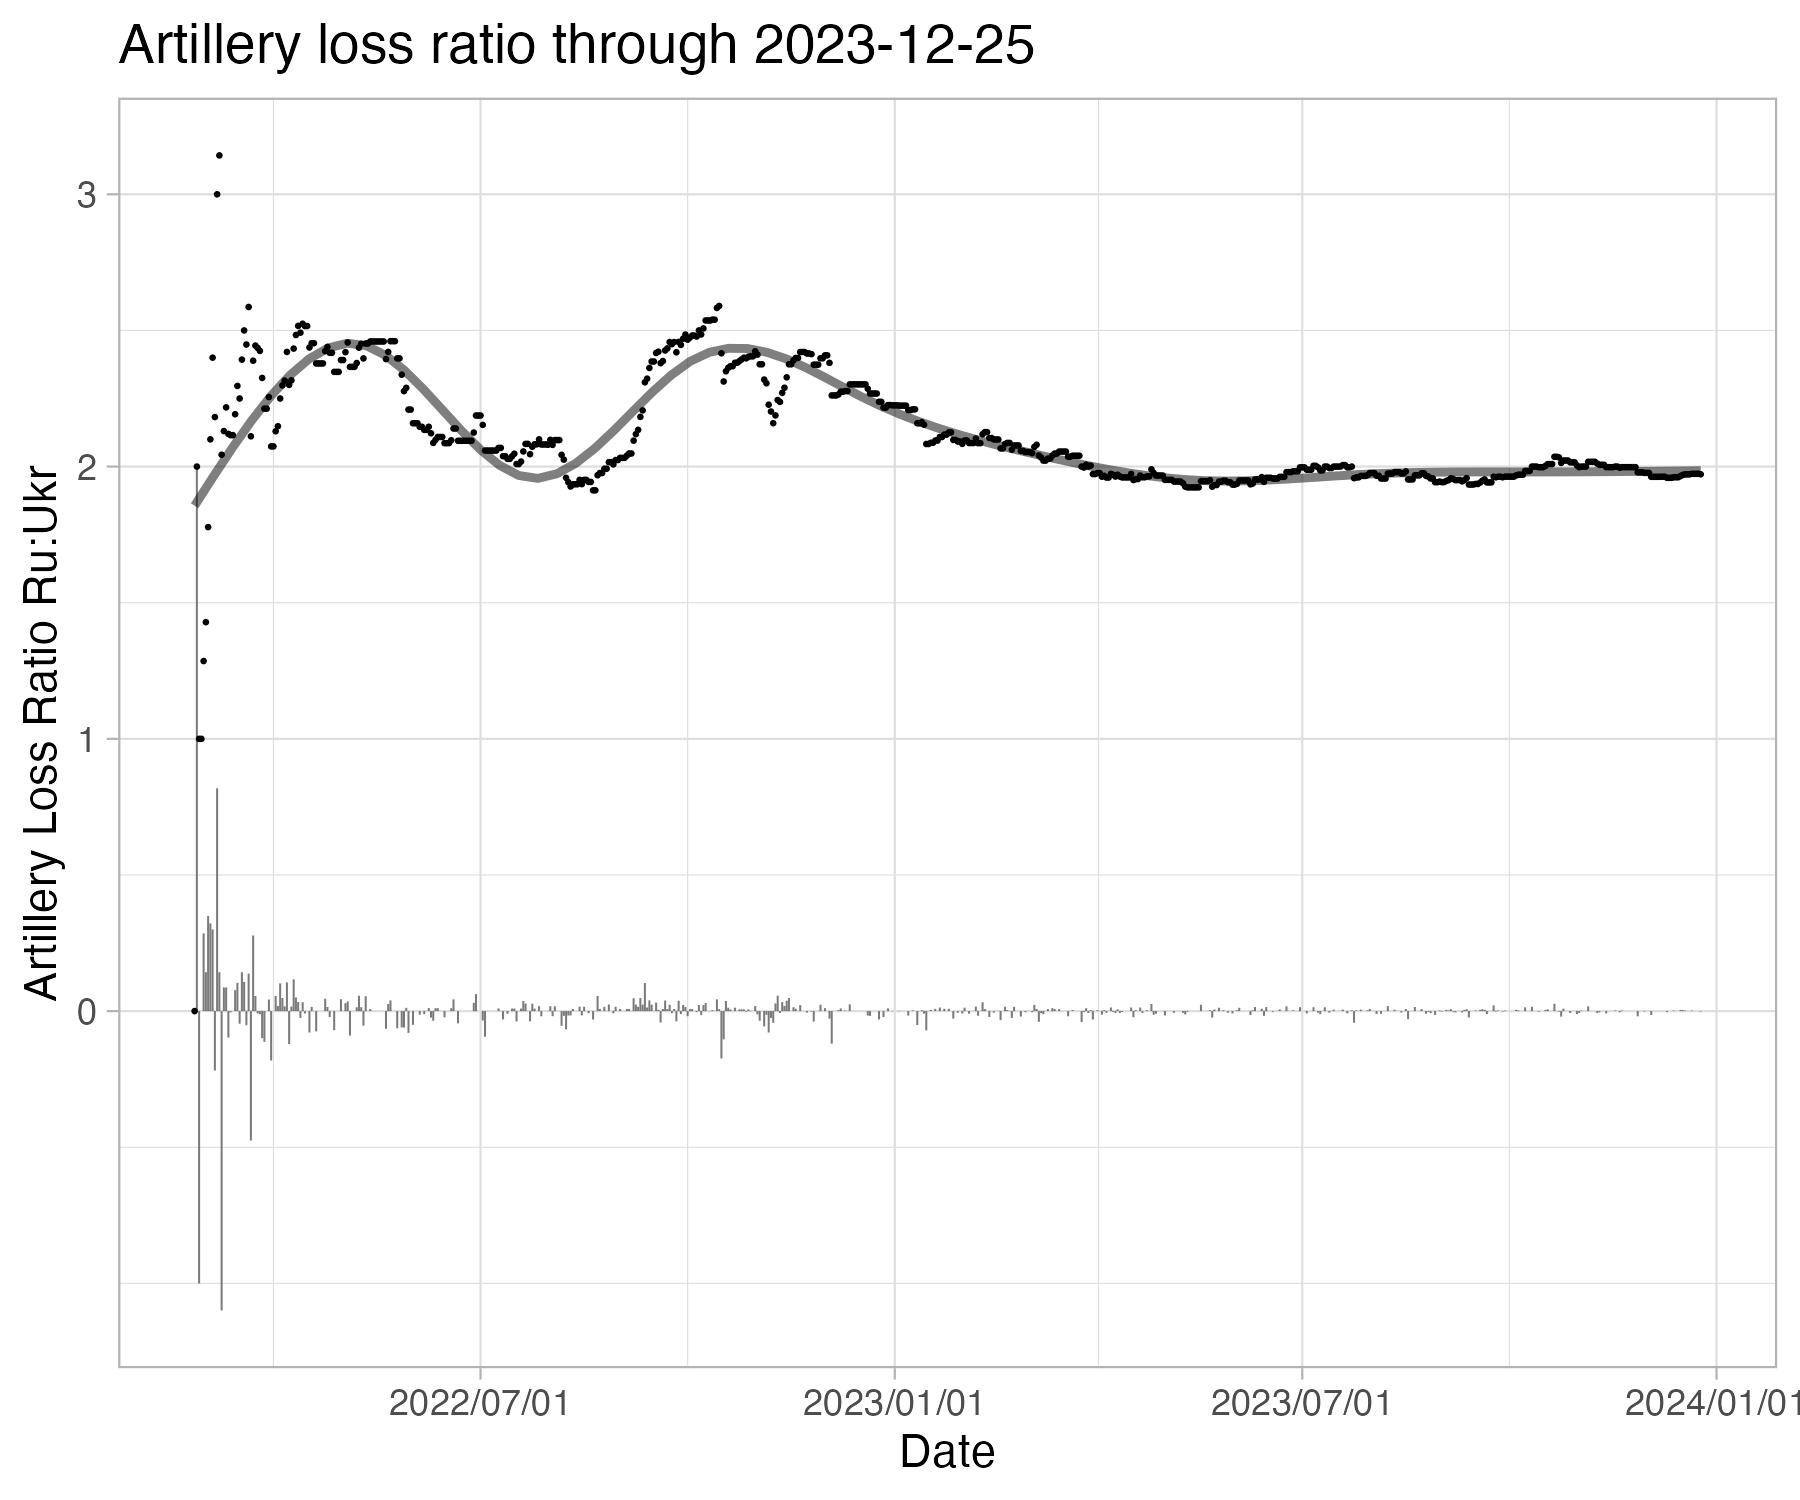 Artillery loss ratio through 2023-12-25
Artillery Loss Ratio Ru:Ukr
3
2
1
0
2022/07/01
2023/01/01
2023/07/01
2024/01/01
Date